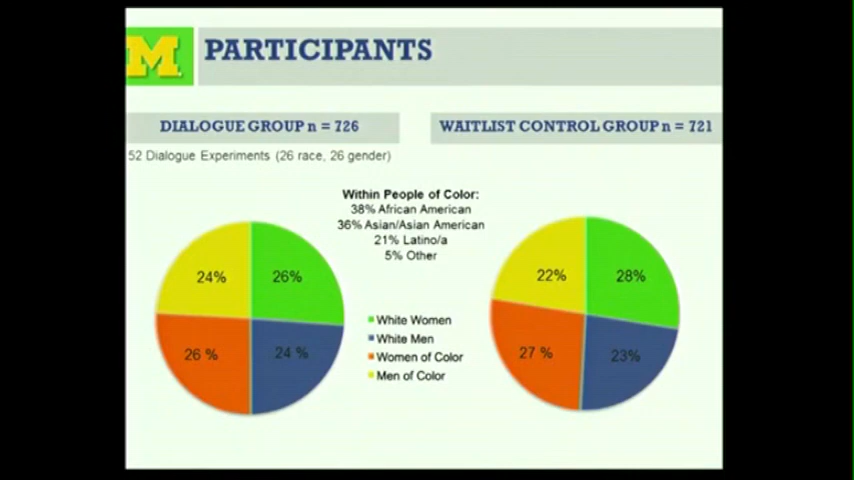 M
PARTICIPANTS
DIALOGUE GROUP n = 726
WAITLIST CONTROL GROUP n = 721
52 Dialogue Experiments (26 race, 26 gender)
Within People of Color:
38% African American
36% Asian/Asian American
21% Latino/a
5% Other
24%
26%
26 %
24 %
White Women
White Men
Women of Color
Men of Color
22%
28%
27 %
23%